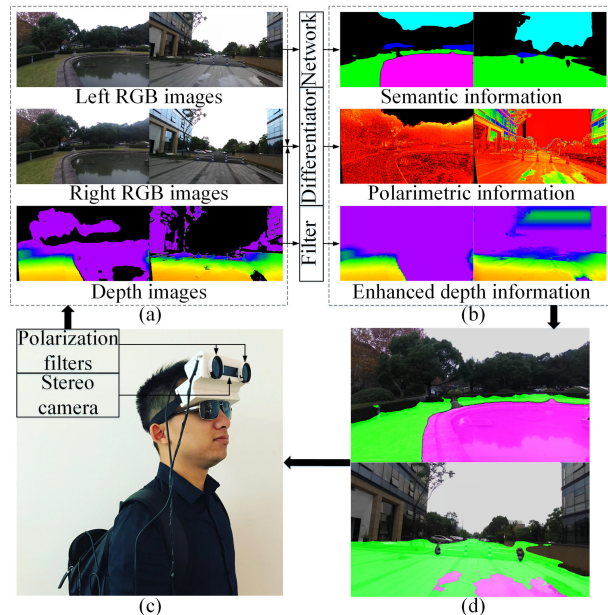 Left RGB images
Right RGB images
Depth images
(a)
Network
Differentiator
Filter
Semantic information
Polarimetric information
Enhanced depth information
(b)
Polarization
filters
Stereo
camera
(c)
(d)